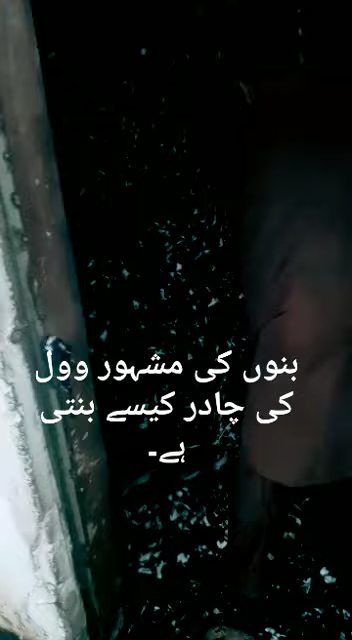 بنوں کی مشہور وول
کی چادر کیسے بنتی
ہے۔